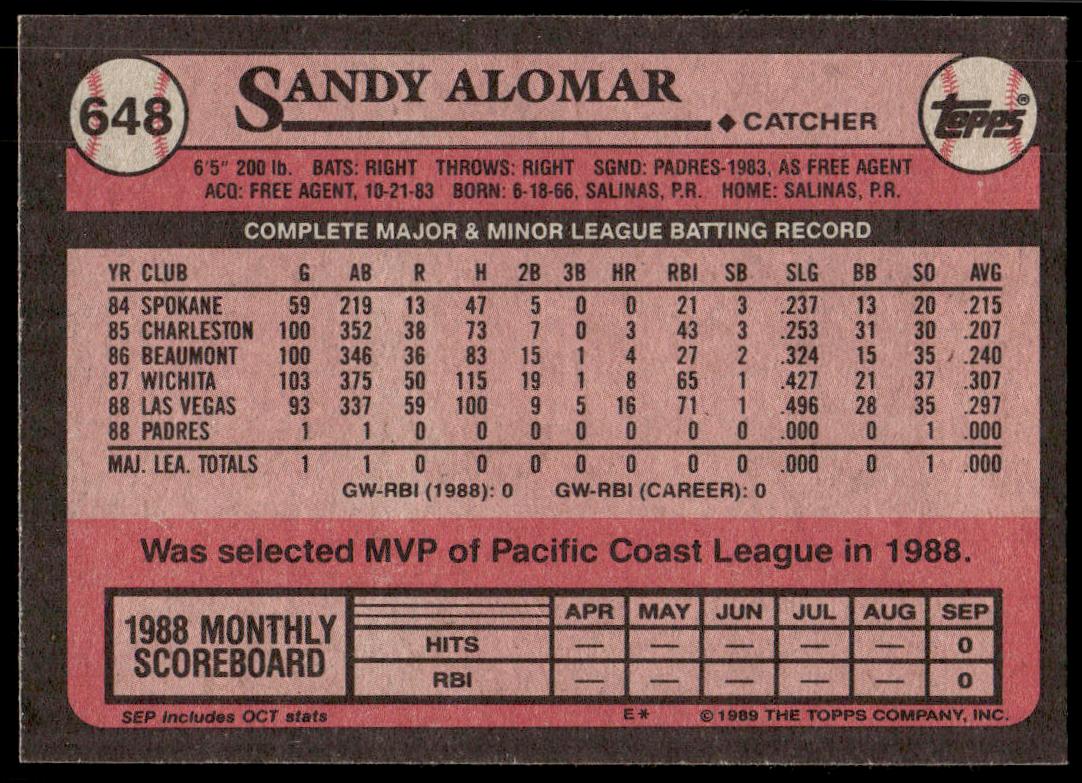 648
SANDY ALOMAR
◆ CATCHER
TOPPS®
6'5" 200 lb. BATS: RIGHT THROWS: RIGHT SGND: PADRES-1983, AS FREE AGENT
ACQ: FREE AGENT, 10-21-83 BORN: 6-18-66, SALINAS, P.R. HOME: SALINAS, P.R.
COMPLETE MAJOR & MINOR LEAGUE BATTING RECORD
YR CLUB G AB R H 2B 3B HR RBI SB SLG BB SO AVG
84 SPOKANE 59 219 13 47 5 0 0 21 3 .237 13 20 .215
85 CHARLESTON 100 352 38 73 7 0 3 43 3 .253 31 30 .207
86 BEAUMONT 100 346 36 83 15 1 4 27 2 .324 15 35 .240
87 WICHITA 103 375 50 115 19 1 8 65 1 .427 21 37 .307
88 LAS VEGAS 93 337 59 100 9 5 16 71 1 .496 28 35 .297
88 PADRES 1 1 0 0 0 0 0 0 0 .000 0 1 .000
MAJ. LEA. TOTALS 1 1 0 0 0 0 0 0 0 .000 0 1 .000
GW-RBI (1988): 0 GW-RBI (CAREER): 0
Was selected MVP of Pacific Coast League in 1988.
1988 MONTHLY
SCOREBOARD
APR MAY JUN JUL AUG SEP
HITS — — — — — 0
RBI — — — — — 0
SEP includes OCT stats
E*
©1989 THE TOPPS COMPANY, INC.